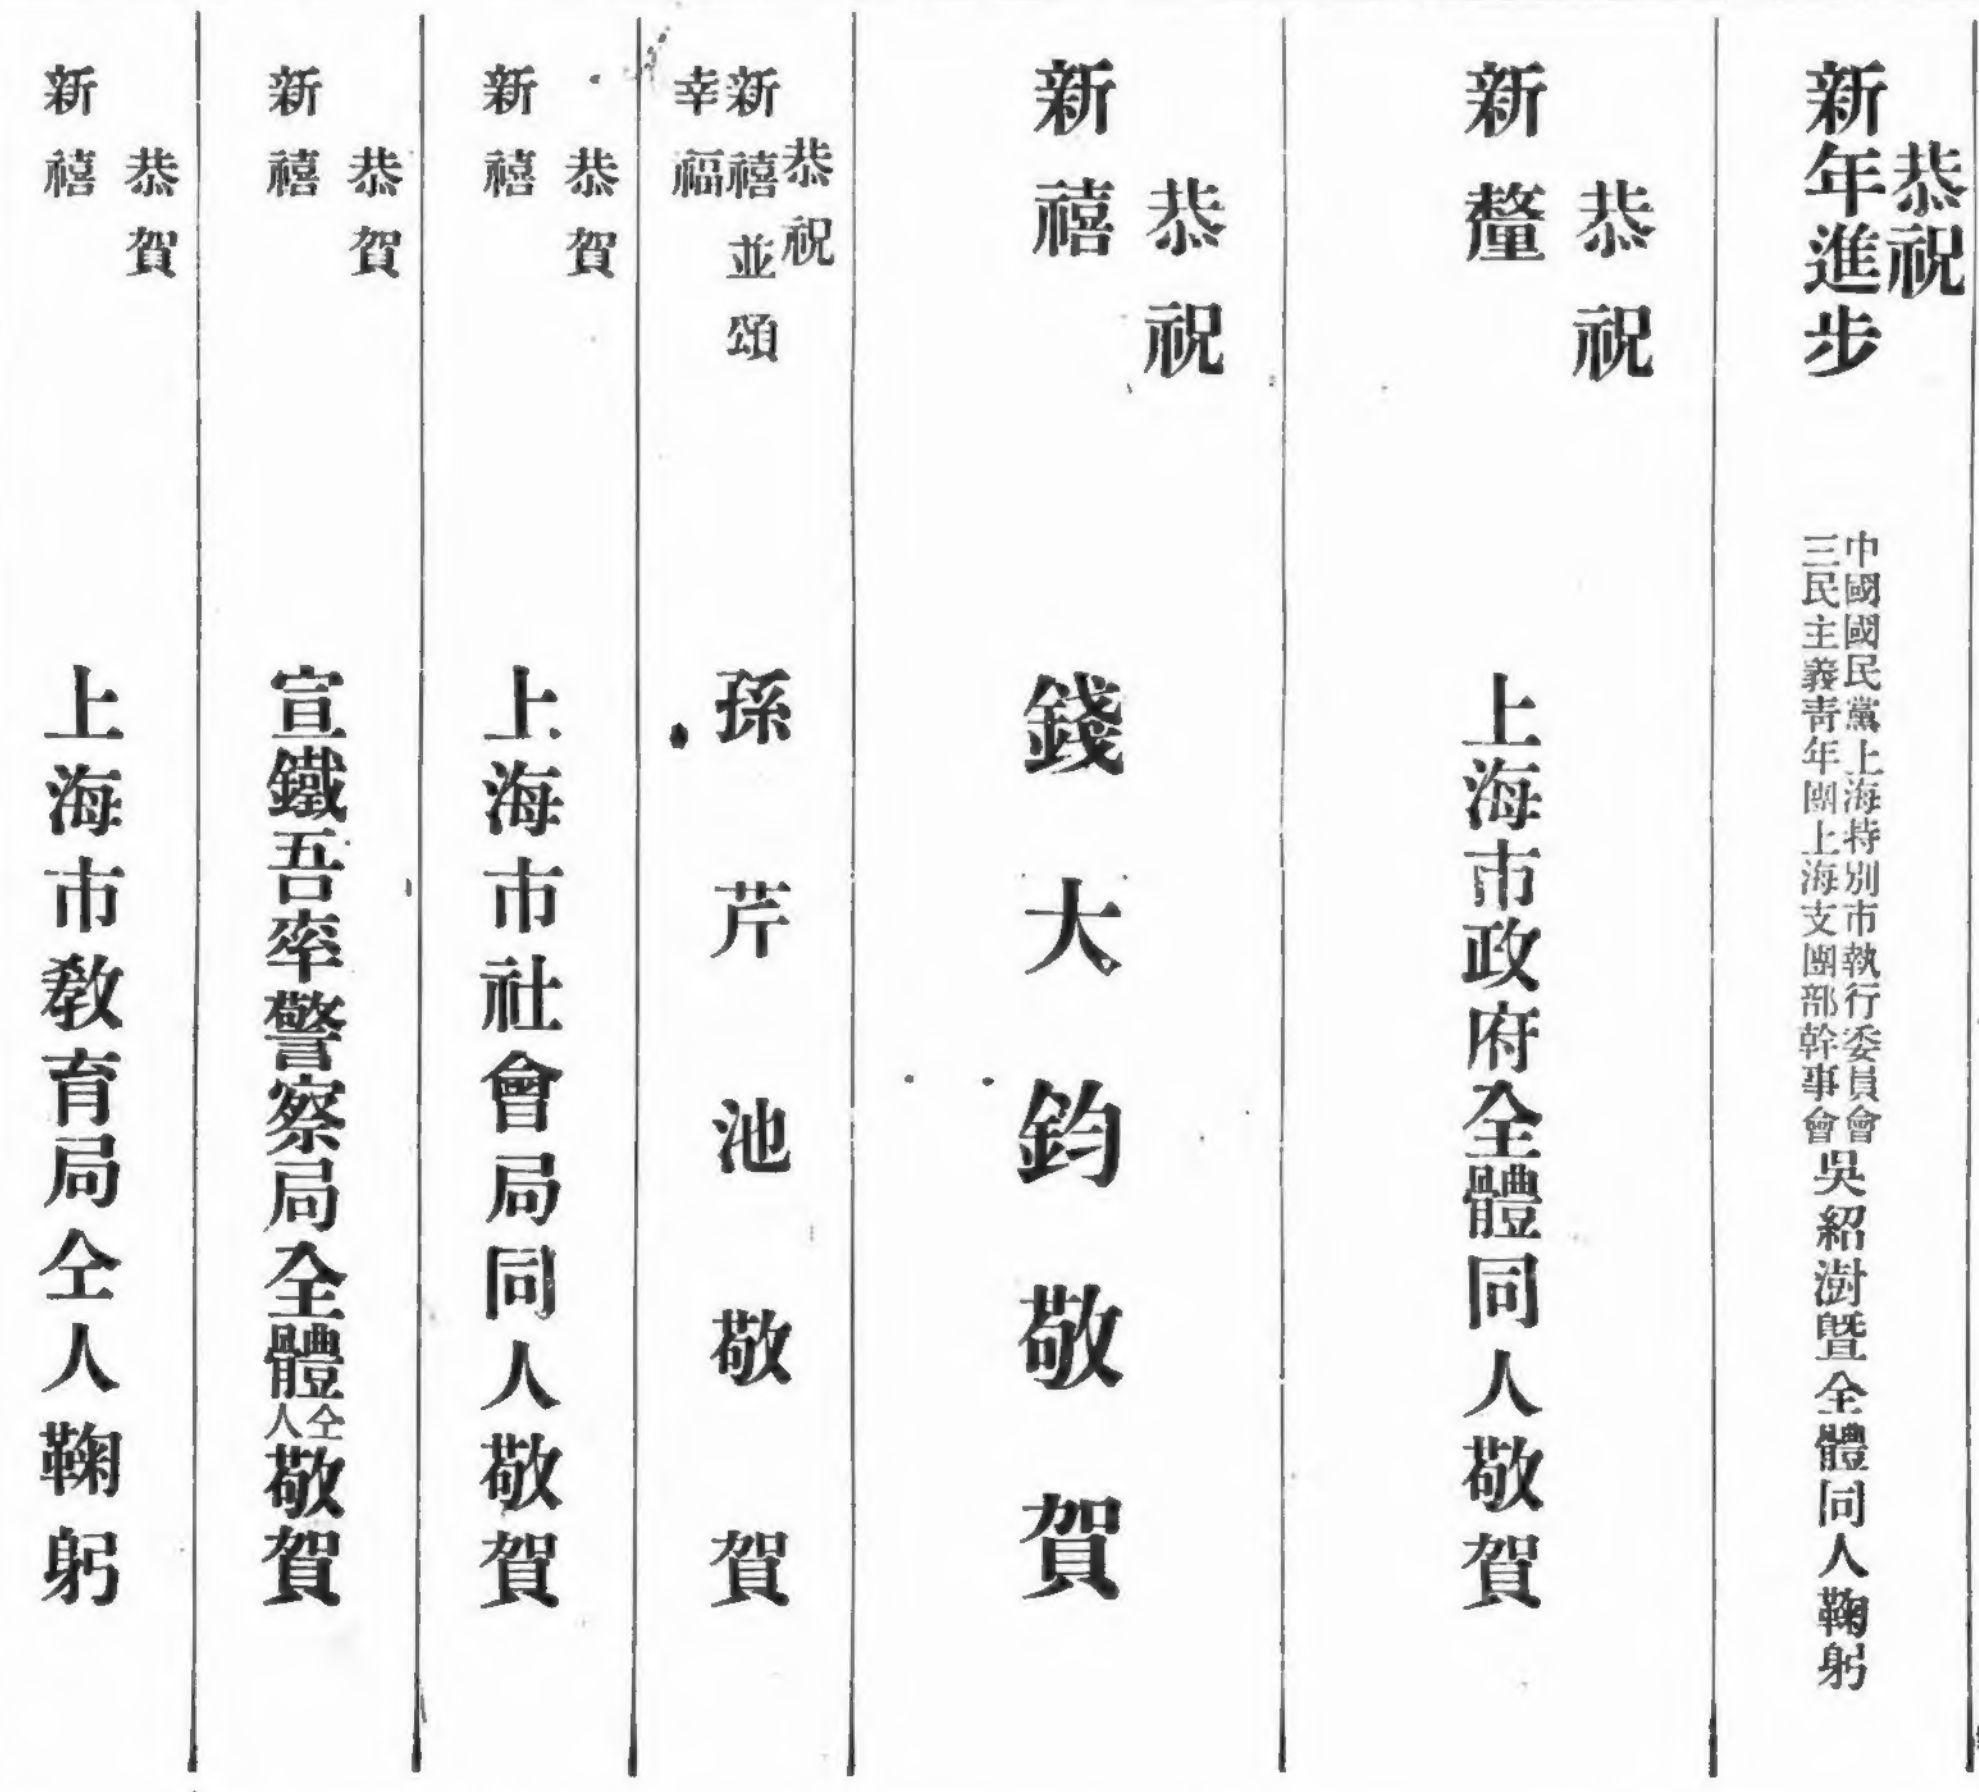 恭祝
新年進步
中國國民黨上海特別市執行委員會
三民主義青年團上海支團部幹事會
吳紹澍暨全體同人鞠躬
恭祝
新釐
上海市政府全體同人敬賀
恭祝
新禧
錢大鈞敬賀
恭祝
新禧並頌
幸福
孫芹池敬賀
恭賀
新禧
上海市社會局同人敬賀
恭賀
新禧
宣鐵吾率警察局全體仝人敬賀
恭賀
新禧
上海市教育局仝人鞠躬